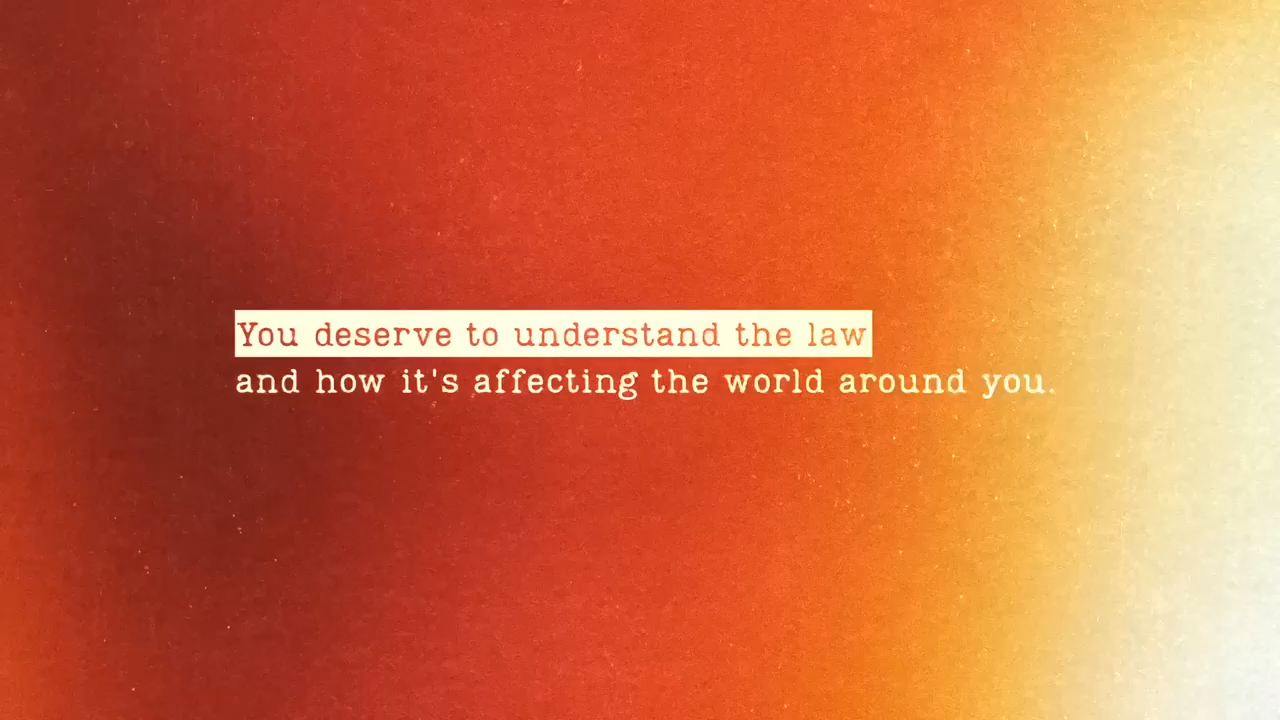 You deserve to understand the law
and how it's affecting the world around you.